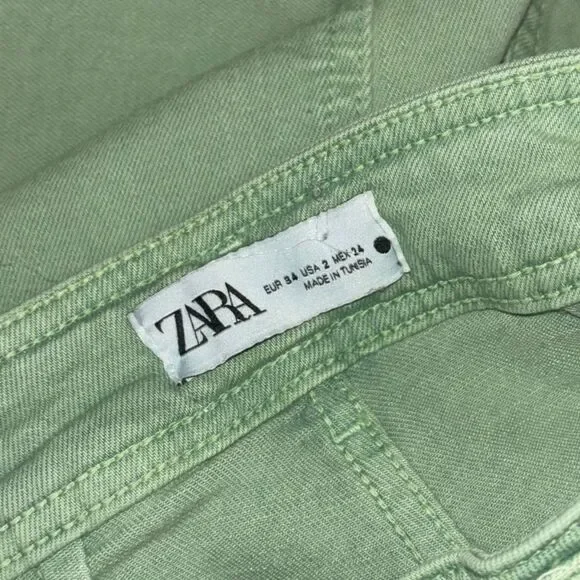 ZARA
EUR 34 USA 2 MEX 24
MADE IN TUNISIA